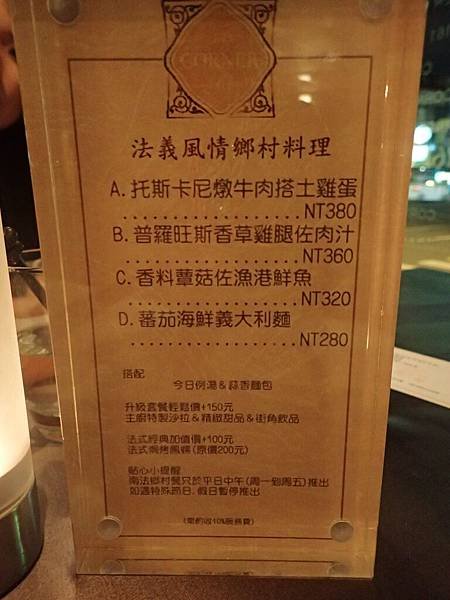 CORNER
法義風情鄉村料理
A. 托斯卡尼燉牛肉搭土雞蛋
....................NT380
B. 普羅旺斯香草雞腿佐肉汁
....................NT360
C. 香料蕈菇佐漁港鮮魚
....................NT320
D. 蕃茄海鮮義大利麵
....................NT280
搭配
今日例湯&蒜香麵包
升級套餐輕鬆價+150元
主廚特製沙拉&精緻甜品&街角飲品
法式經典加值價+100元
法式焗烤鳳螺(原價200元)
貼心小提醒
南法鄉村餐只於平日中午(周一到周五)推出
如遇特殊節日,假日暫停推出
(需酌收10%服務費)